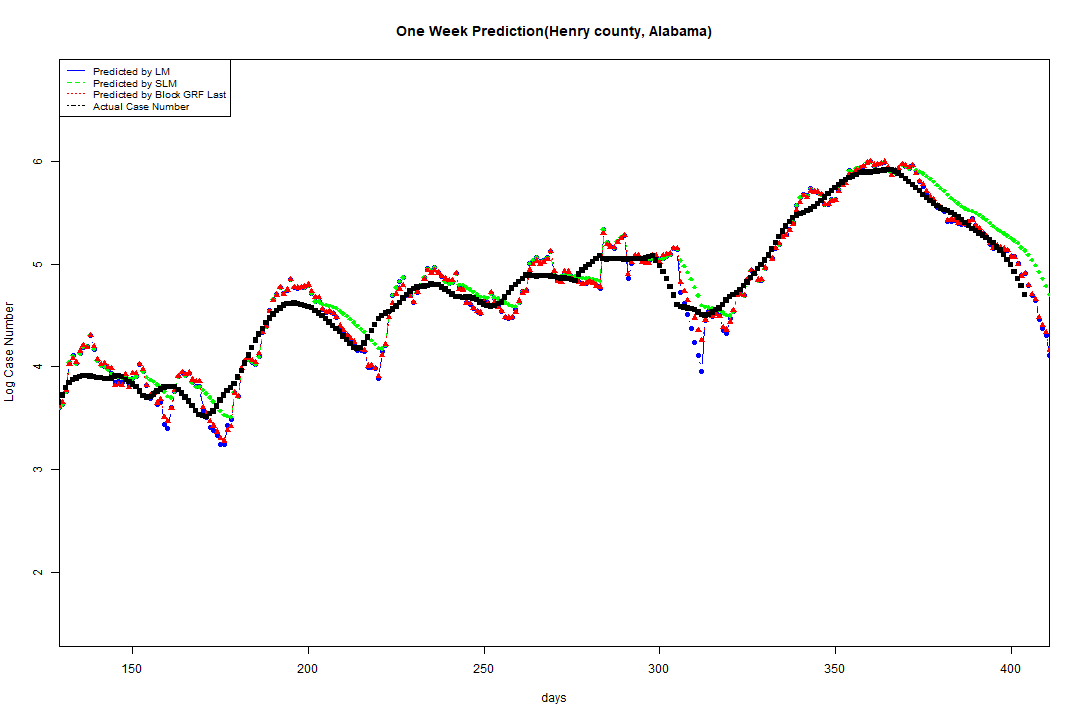 One Week Prediction(Henry county, Alabama)
Predicted by LM
Predicted by SLM
Predicted by Block GRF Last
Actual Case Number
6
5
4
3
2
Log Case Number
150 200 250 300 350 400
days